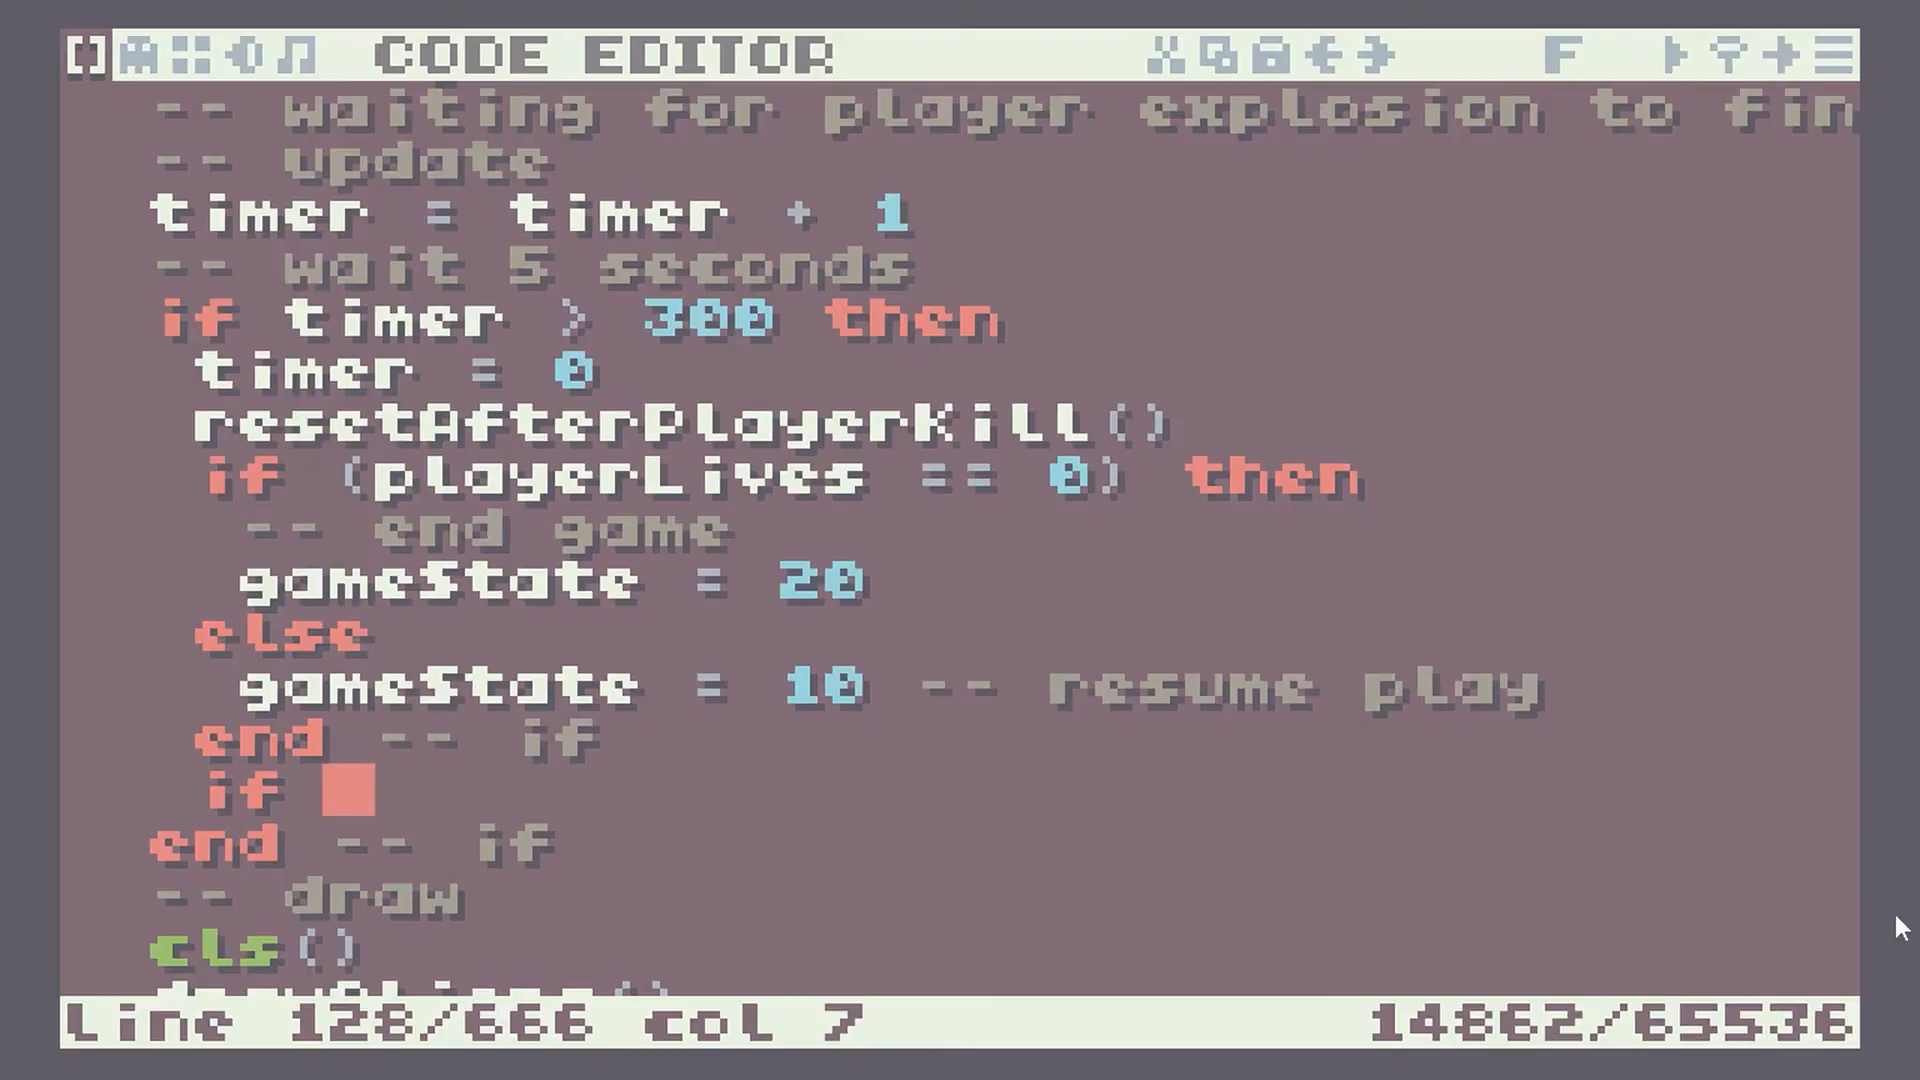 CODE EDITOR F
-- waiting for player explosion to fin
-- update
timer = timer + 1
-- wait 5 seconds
if timer > 300 then
timer = 0
resetAfterPlayerKill()
if (playerLives == 0) then
-- end game
gameState = 20
else
gameState = 10 -- resume play
end -- if
if
end -- if
-- draw
cls()
line 128/666 col 7
14862/65536